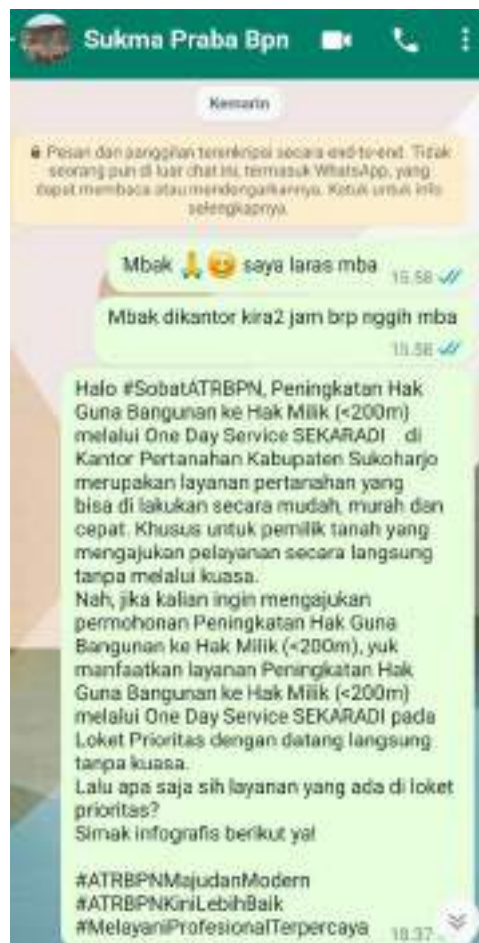 Sukma Praba Bpn
Kemarin
Pesan dan panggilan terenkripsi secara end-to-end. Tidak
seorang pun di luar chat ini, termasuk WhatsApp, yang
dapat membaca atau mendengarkannya. Ketuk untuk info
selengkapnya.
Mbak 🙏😊 saya laras mba
15.58
Mbak dikantor kira2 jam brp nggih mba
15.58
Halo #SobatATRBPN, Peningkatan Hak
Guna Bangunan ke Hak Milik (<200m)
melalui One Day Service SEKARADI di
Kantor Pertanahan Kabupaten Sukoharjo
merupakan layanan pertanahan yang
bisa di lakukan secara mudah, murah dan
cepat. Khusus untuk pemilik tanah yang
mengajukan pelayanan secara langsung
tanpa melalui kuasa.
Nah, jika kalian ingin mengajukan
permohonan Peningkatan Hak Guna
Bangunan ke Hak Milik (<200m), yuk
manfaatkan layanan Peningkatan Hak
Guna Bangunan ke Hak Milik (<200m)
melalui One Day Service SEKARADI pada
Loket Prioritas dengan datang langsung
tanpa kuasa.
Lalu apa saja sih layanan yang ada di loket
prioritas?
Simak infografis berikut ya!
#ATRBPNMajudanModern
#ATRBPNKiniLebihBaik
#MelayaniProfesionalTerpercaya
18.37